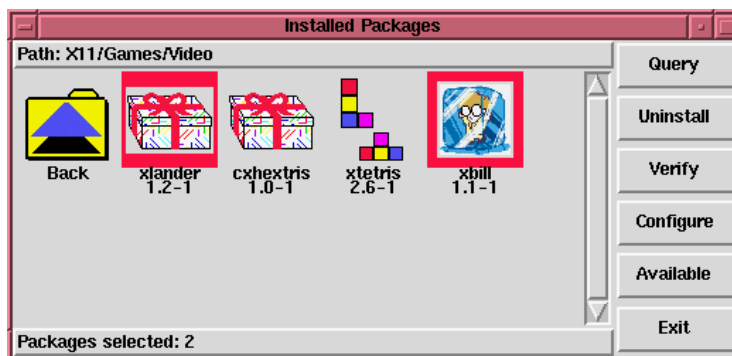 Installed Packages
Path: X11/Games/Video
Back
xlander
1.2-1
cxhextris
1.0-1
xtetris
2.6-1
xbill
1.1-1
Query
Uninstall
Verify
Configure
Available
Exit
Packages selected: 2